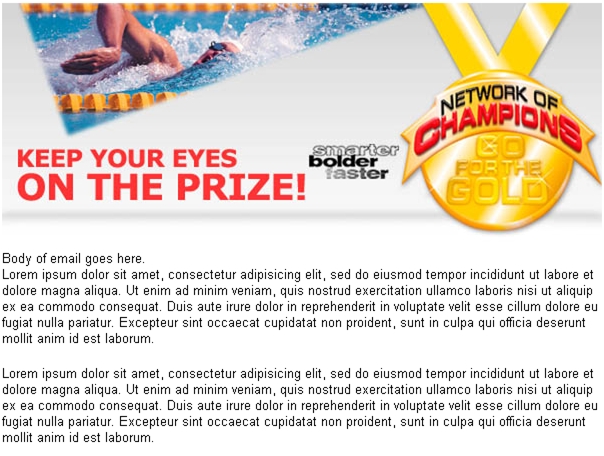 KEEP YOUR EYES
ON THE PRIZE!
smarter
bolder
faster
NETWORK OF
CHAMPIONS
GO
FOR THE
GOLD
Body of email goes here.
Lorem ipsum dolor sit amet, consectetur adipisicing elit, sed do eiusmod tempor incididunt ut labore et
dolore magna aliqua. Ut enim ad minim veniam, quis nostrud exercitation ullamco laboris nisi ut aliquip
ex ea commodo consequat. Duis aute irure dolor in reprehenderit in voluptate velit esse cillum dolore eu
fugiat nulla pariatur. Excepteur sint occaecat cupidatat non proident, sunt in culpa qui officia deserunt
mollit anim id est laborum.
Lorem ipsum dolor sit amet, consectetur adipisicing elit, sed do eiusmod tempor incididunt ut labore et
dolore magna aliqua. Ut enim ad minim veniam, quis nostrud exercitation ullamco laboris nisi ut aliquip
ex ea commodo consequat. Duis aute irure dolor in reprehenderit in voluptate velit esse cillum dolore eu
fugiat nulla pariatur. Excepteur sint occaecat cupidatat non proident, sunt in culpa qui officia deserunt
mollit anim id est laborum.